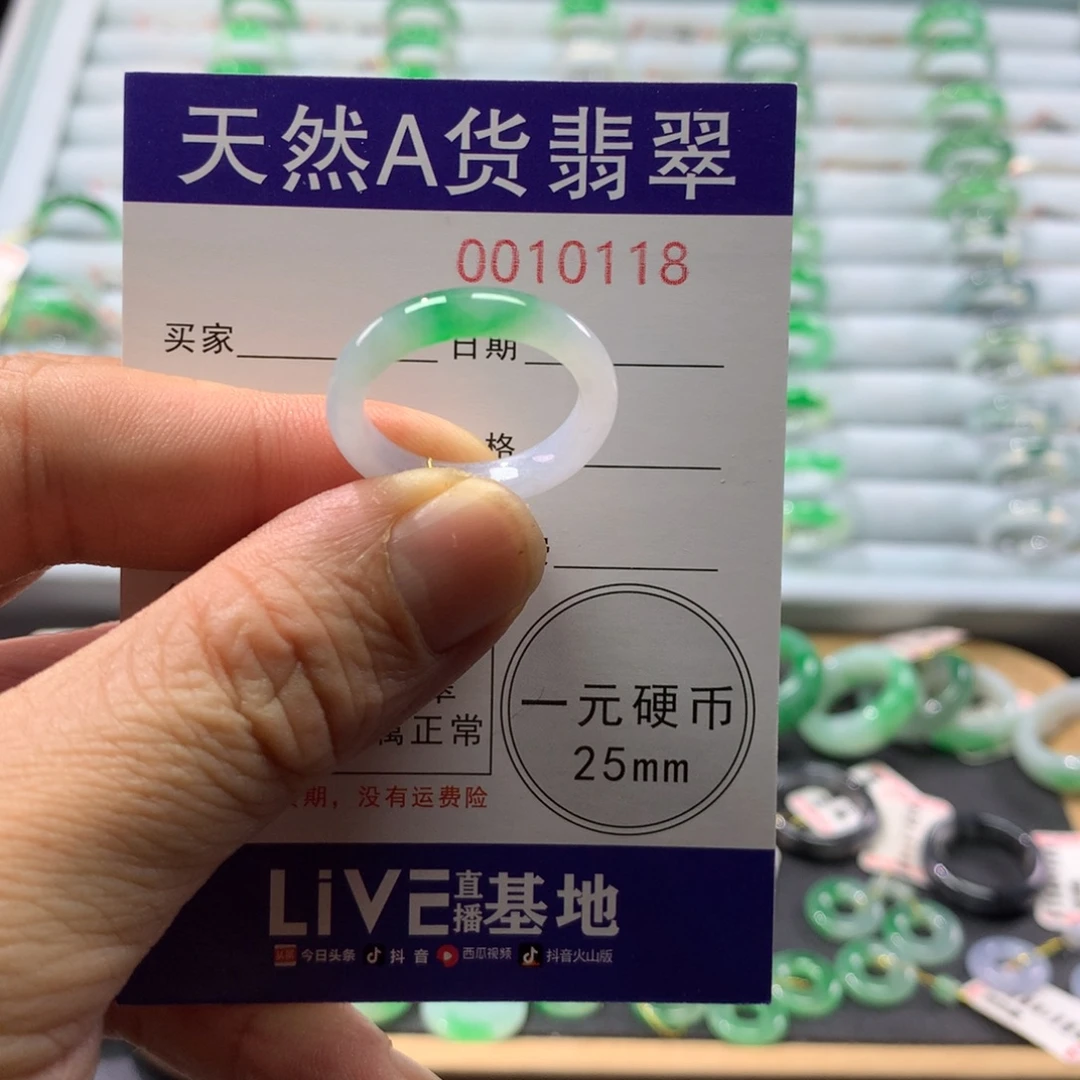 天然A货翡翠
0010118
买家 日期
格
属正常
期，没有运费险
一元硬币
25mm
LiVE直播基地
今日头条 抖音 西瓜视频 抖音火山版